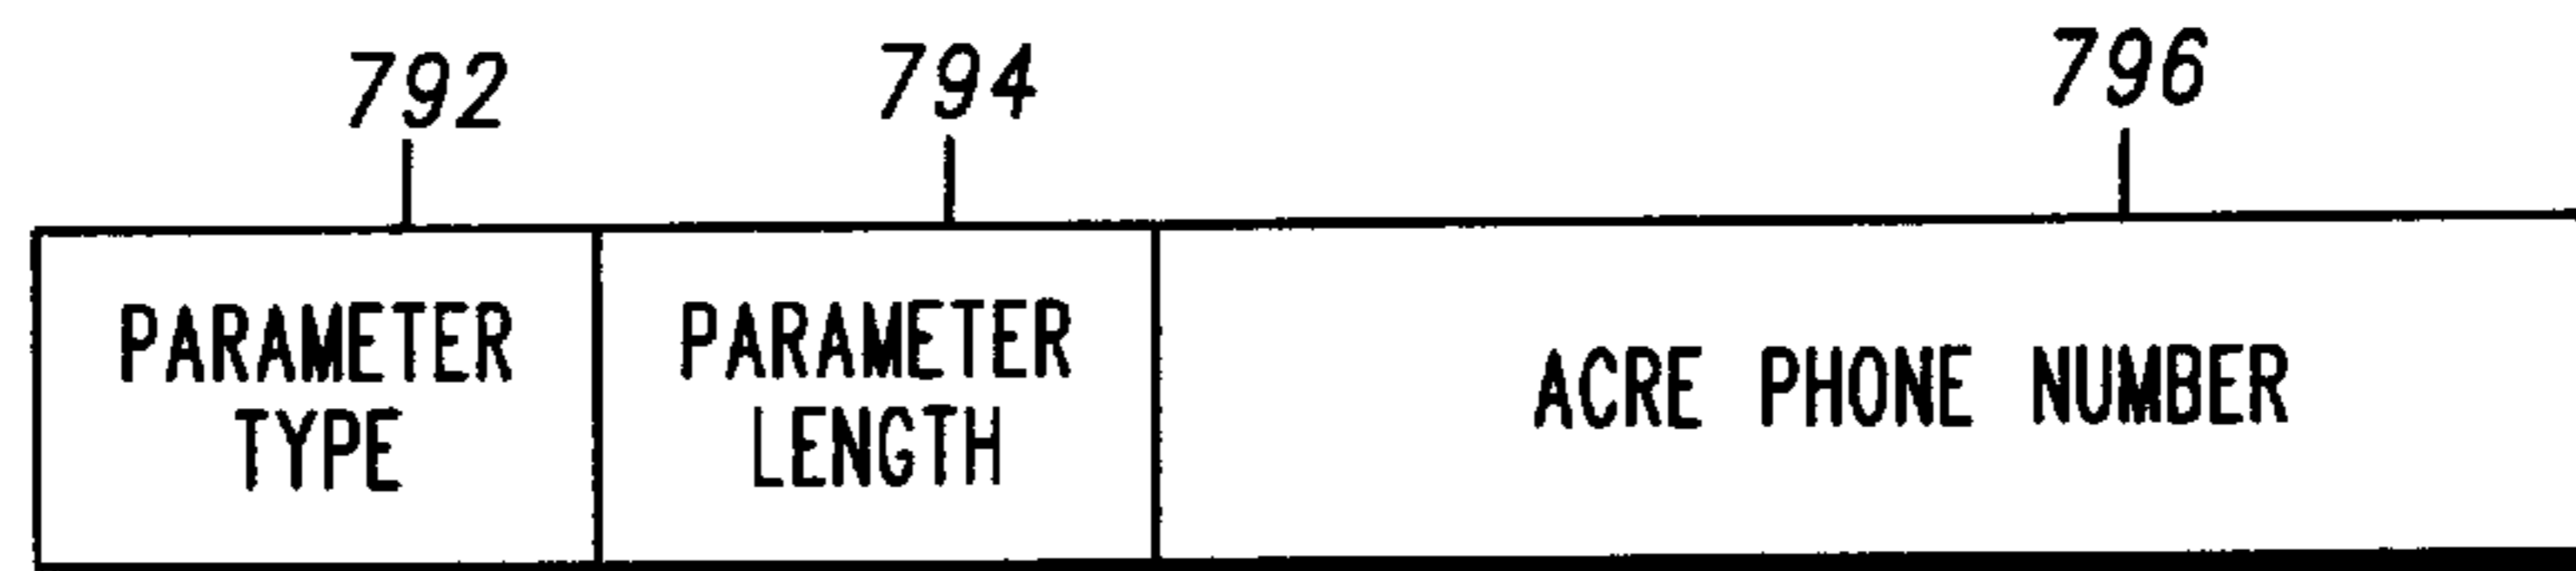 792 794 796
PARAMETER TYPE
PARAMETER LENGTH
ACRE PHONE NUMBER